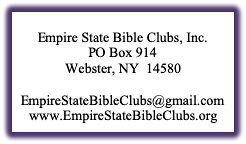 Empire State Bible Clubs, Inc.
PO Box 914
Webster, NY  14580
EmpireStateBibleClubs@gmail.com
www.EmpireStateBibleClubs.org